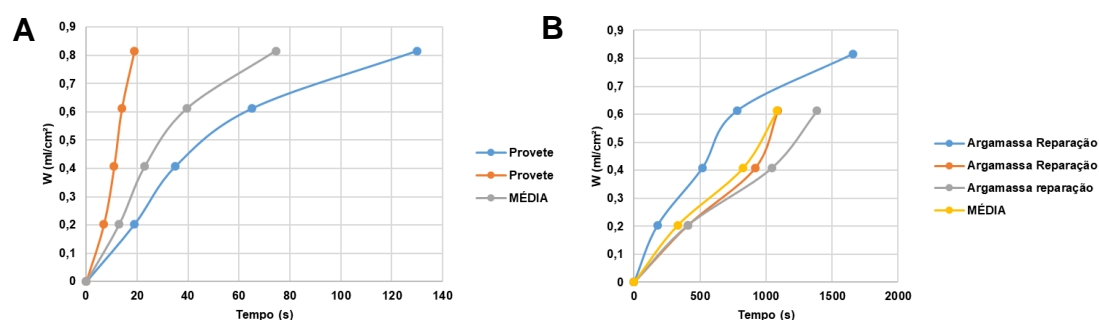 A
0,9
0,8
0,7
0,6
0,5
0,4
0,3
0,2
0,1
0
W (ml/cm²)
0 20 40 60 80 100 120 140
Tempo (s)
Provete
Provete
MÉDIA
B
0,9
0,8
0,7
0,6
0,5
0,4
0,3
0,2
0,1
0
W (ml/cm²)
0 500 1000 1500 2000
Tempo (s)
Argamassa Reparação
Argamassa Reparação
Argamassa reparação
MÉDIA